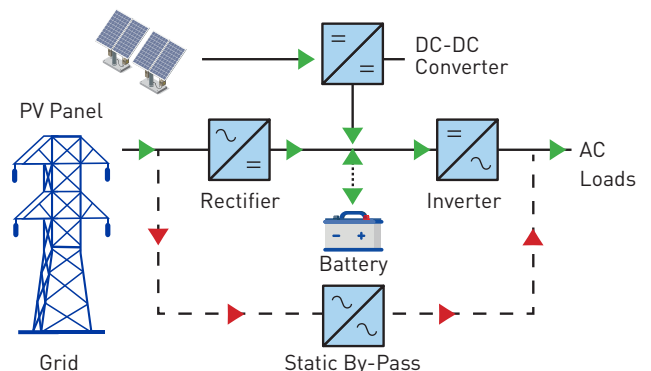 DC-DC
Converter
PV Panel
AC
Loads
Rectifier
Inverter
Battery
Grid
Static By-Pass